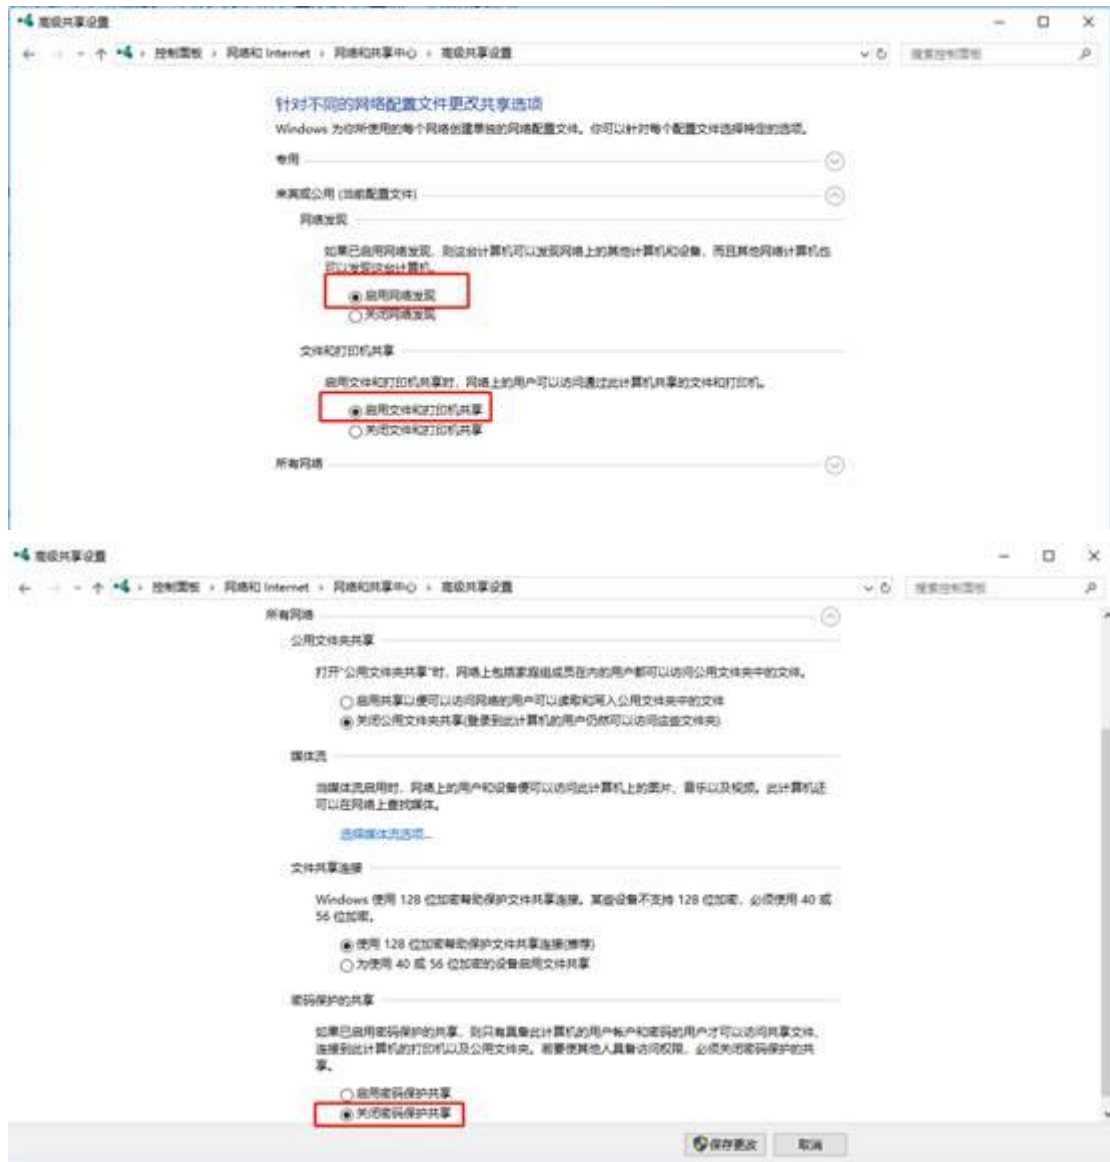 高级共享设置
控制面板 › 网络和 Internet › 网络和共享中心 › 高级共享设置
搜索控制面板
针对不同的网络配置文件更改共享选项
Windows 为你所使用的每个网络创建单独的网络配置文件。你可以针对每个配置文件选择特定的选项。
专用
来宾或公用 (当前配置文件)
网络发现
如果已启用网络发现，则这台计算机可以发现网络上的其他计算机和设备，而且其他网络计算机也
可以发现这台计算机。
启用网络发现
关闭网络发现
文件和打印机共享
启用文件和打印机共享时，网络上的用户可以访问通过此计算机共享的文件和打印机。
启用文件和打印机共享
关闭文件和打印机共享
所有网络
高级共享设置
控制面板 › 网络和 Internet › 网络和共享中心 › 高级共享设置
搜索控制面板
所有网络
公用文件夹共享
打开"公用文件夹共享"时，网络上包括家庭组成员在内的用户都可以访问公用文件夹中的文件。
启用共享以便可以访问网络的用户可以读取和写入公用文件夹中的文件
关闭公用文件夹共享(登录到此计算机的用户仍然可以访问这些文件夹)
媒体流
当媒体流启用时，网络上的用户和设备便可以访问此计算机上的图片、音乐以及视频。此计算机还
可以在网络上查找媒体。
选择媒体流选项...
文件共享连接
Windows 使用 128 位加密帮助保护文件共享连接。某些设备不支持 128 位加密，必须使用 40 或
56 位加密。
使用 128 位加密帮助保护文件共享连接(推荐)
为使用 40 或 56 位加密的设备启用文件共享
密码保护的共享
如果已启用密码保护的共享，则只有具备此计算机的用户帐户和密码的用户才可以访问共享文件、
连接到此计算机的打印机以及公用文件夹。若要使其他人具备访问权限，必须关闭密码保护的共
享。
启用密码保护共享
关闭密码保护共享
保存更改
取消